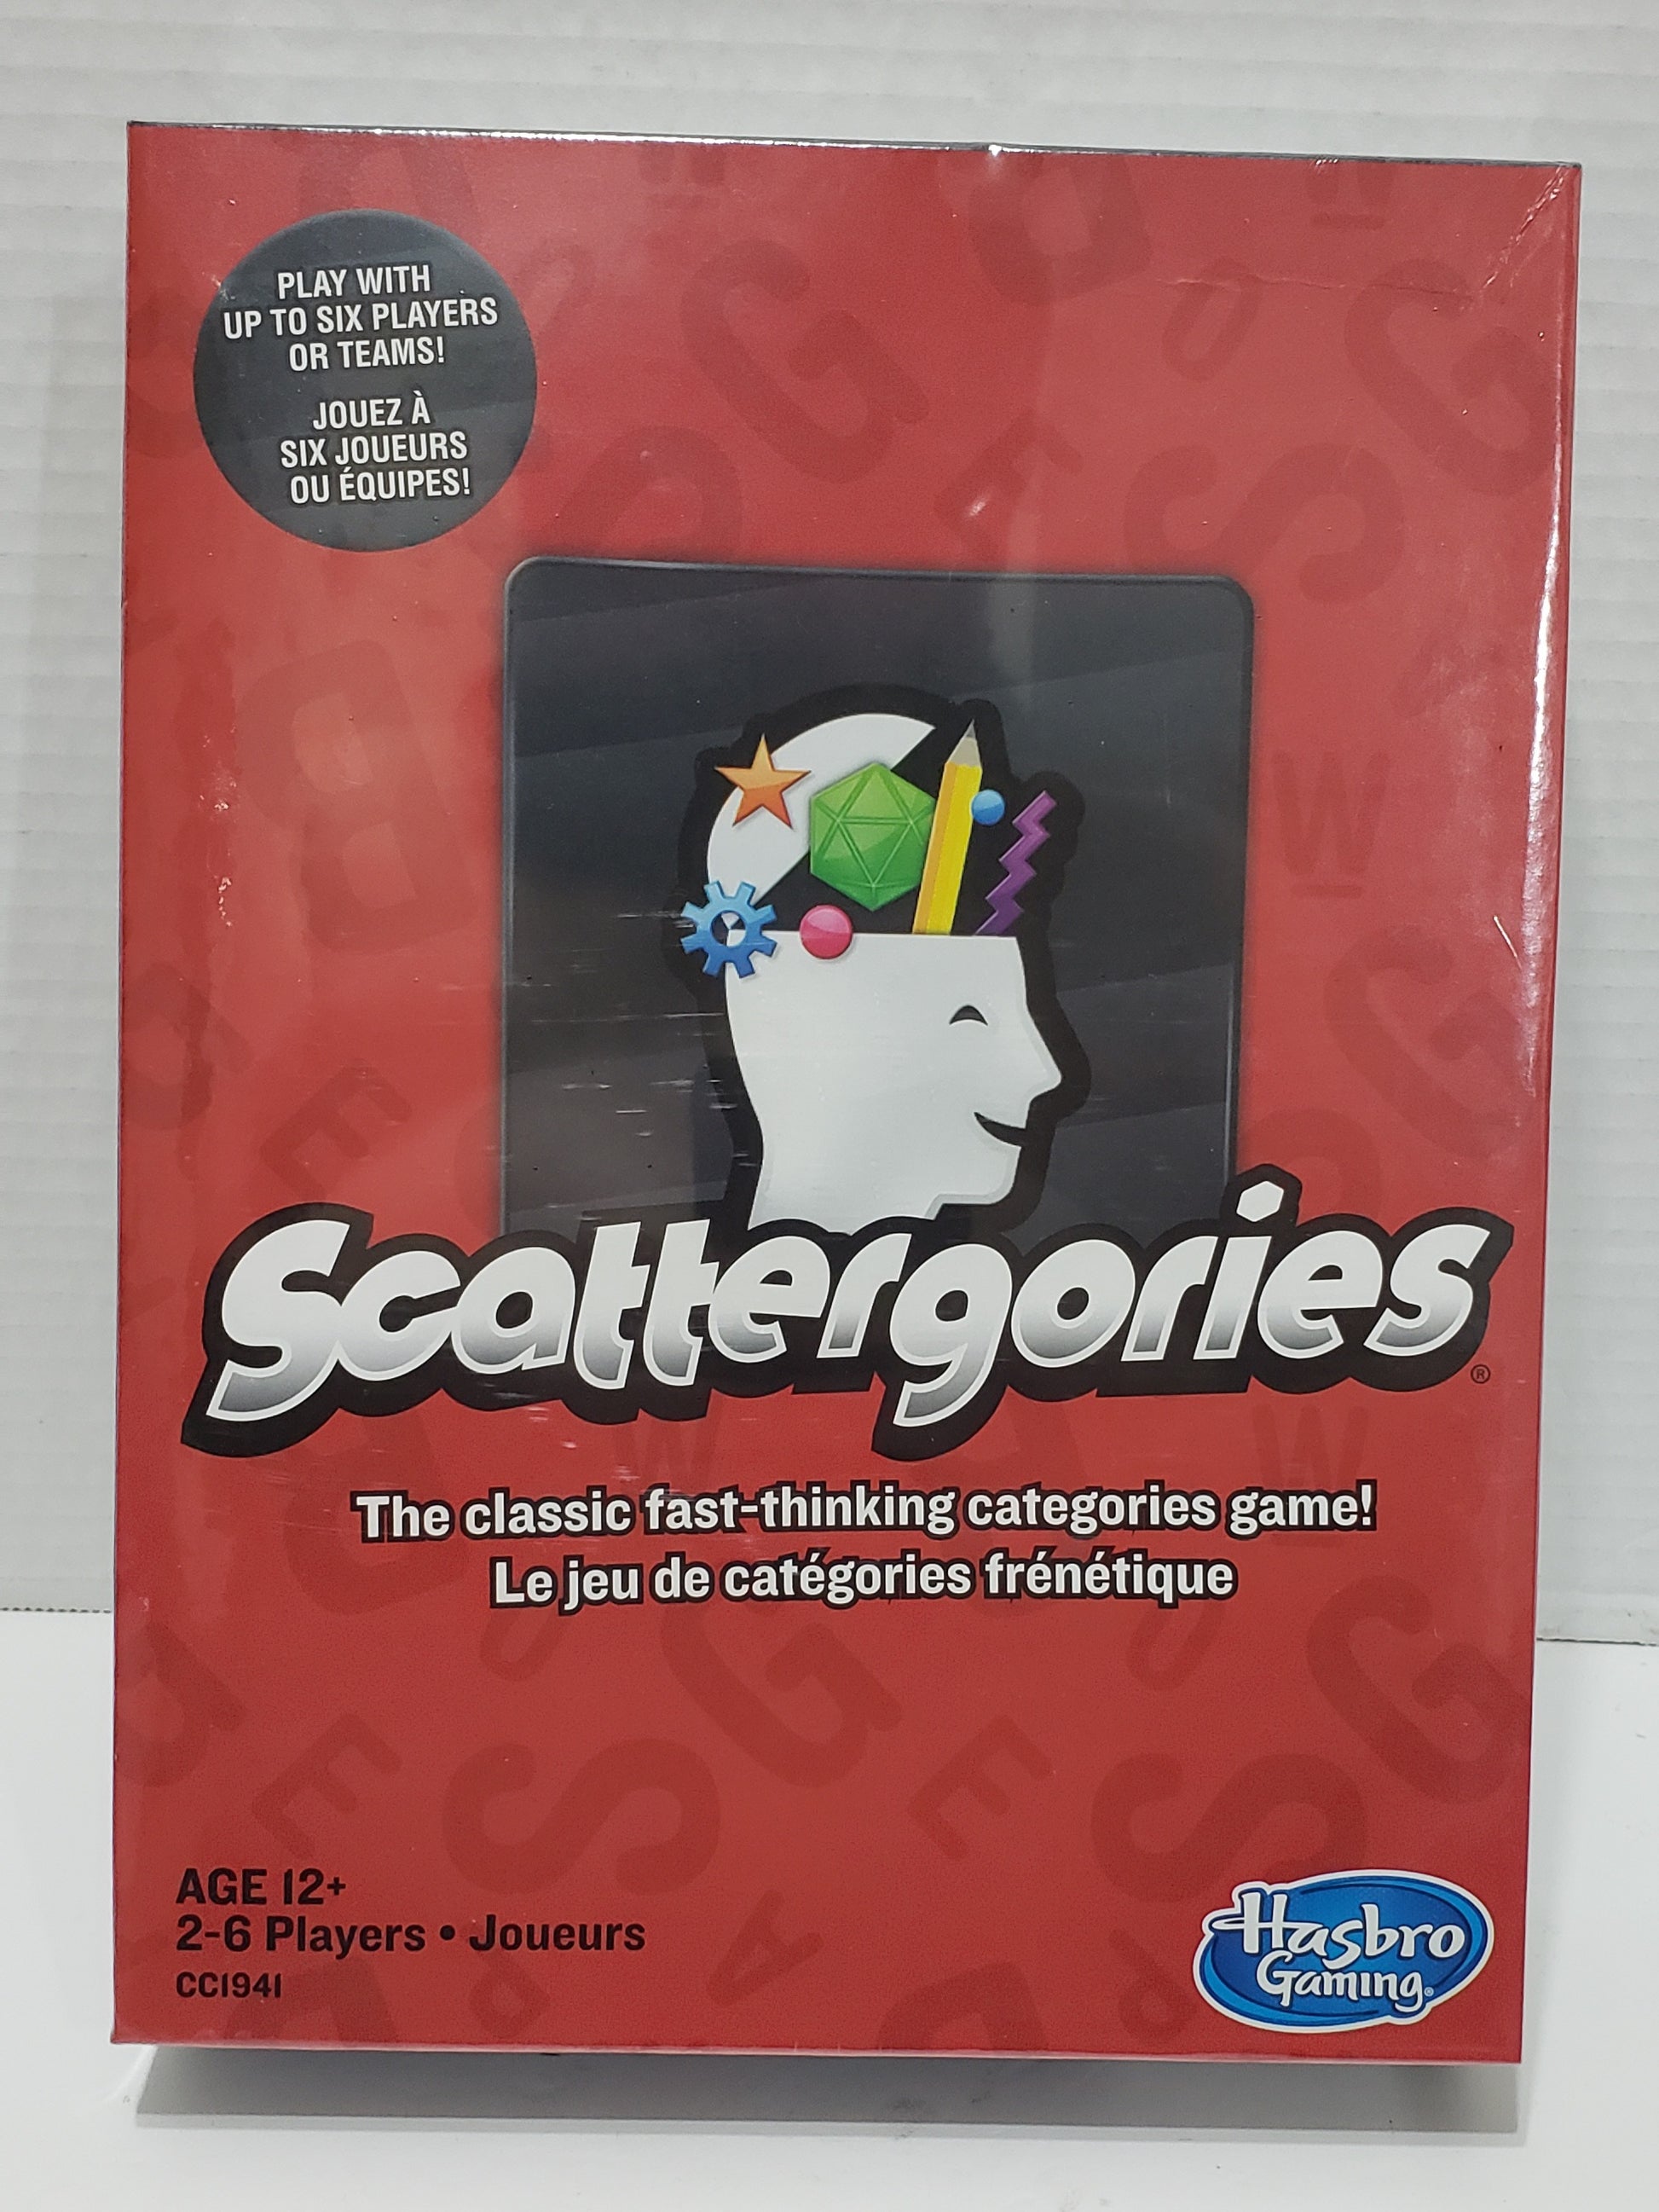 PLAY WITH
UP TO SIX PLAYERS
OR TEAMS!
JOUEZ À
SIX JOUEURS
OU ÉQUIPES!
Scattergories®
The classic fast-thinking categories game!
Le jeu de catégories frénétique
AGE 12+
2-6 Players • Joueurs
CC1941
Hasbro
Gaming®